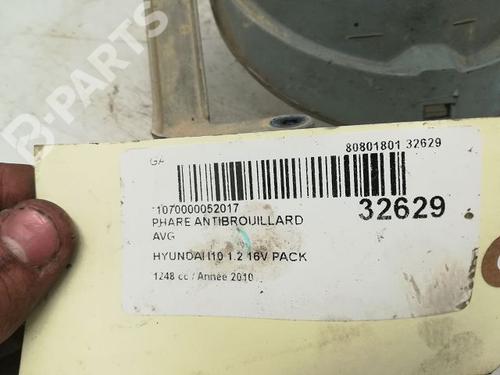 B-PARTS
GA
80801801 32629
1070000052017
PHARE ANTIBROUILLARD
32629
AVG
HYUNDAI I10 1.2 16V PACK
1248 cc / Année 2010